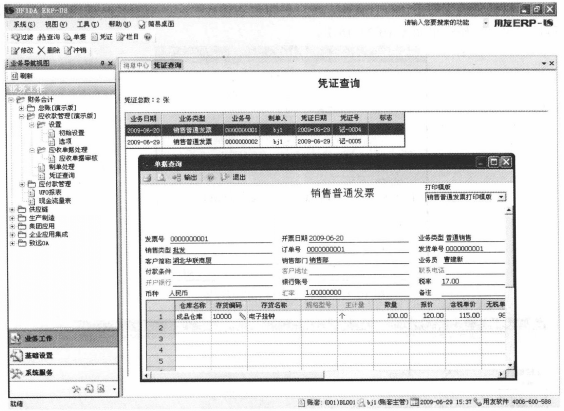 UFIDA ERP-U8
系统(S) 视图(V) 工具(T) 帮助(H) 简易桌面 请输入您要搜索的功能 用友ERP-U8
过滤 查询 单据 凭证 栏目
修改 删除 冲销
业务导航视图
消息中心 凭证查询
刷新
业务工作
财务会计
总账[演示版]
应收款管理[演示版]
设置
初始设置
选项
应收单据处理
应收单据审核
制单处理
凭证查询
应付款管理
UFO报表
现金流量表
供应链
生产制造
集团应用
企业应用集成
致远OA
业务工作
基础设置
系统服务
凭证查询
凭证总数：2 张
业务日期 业务类型 业务号 制单人 凭证日期 凭证号 标志
2009-06-20 销售普通发票 0000000001 bj1 2009-06-29 记-0004
2009-06-29 销售普通发票 0000000002 bj1 2009-06-29 记-0005
单据查询
输出 退出
销售普通发票
打印模版
销售普通发票打印模版
发票号 0000000001 开票日期 2009-06-20 业务类型 普通销售
销售类型 批发 订单号 0000000001 发货单号 0000000001
客户简称 湖北华联商厦 销售部门 销售部 业务员 曹建新
付款条件 客户地址 联系电话
开户银行 银行账号 税率 17.00
币种 人民币 汇率 1.00000000 备注
仓库名称 存货编码 存货名称 规格型号 主计量 数量 报价 含税单价 无税单
1 成品仓库 10000 电子挂钟 个 100.00 120.00 115.00 98
2
3
4
5
就绪
账套: (001)BL001 bj1(账套主管) 2009-06-29 15:37 用友软件 4006-600-588